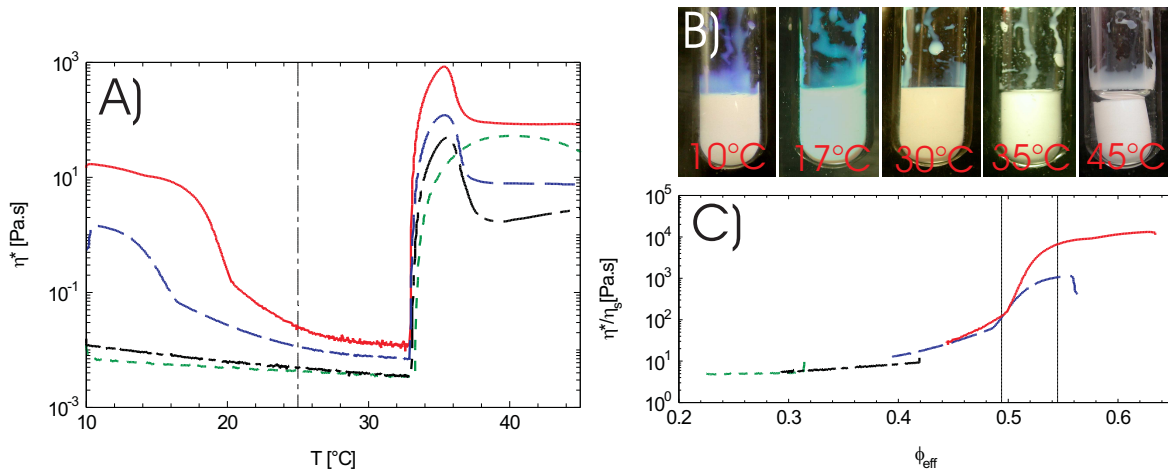 A)
10³
10¹
10⁻¹
10⁻³
η* [Pa.s]
10 20 30 40
T [°C]
B)
10°C 17°C 30°C 35°C 45°C
C)
10⁵
10⁴
10³
10²
10¹
10⁰
η*/ηₛ[Pa.s]
0.2 0.3 0.4 0.5 0.6
ϕeff